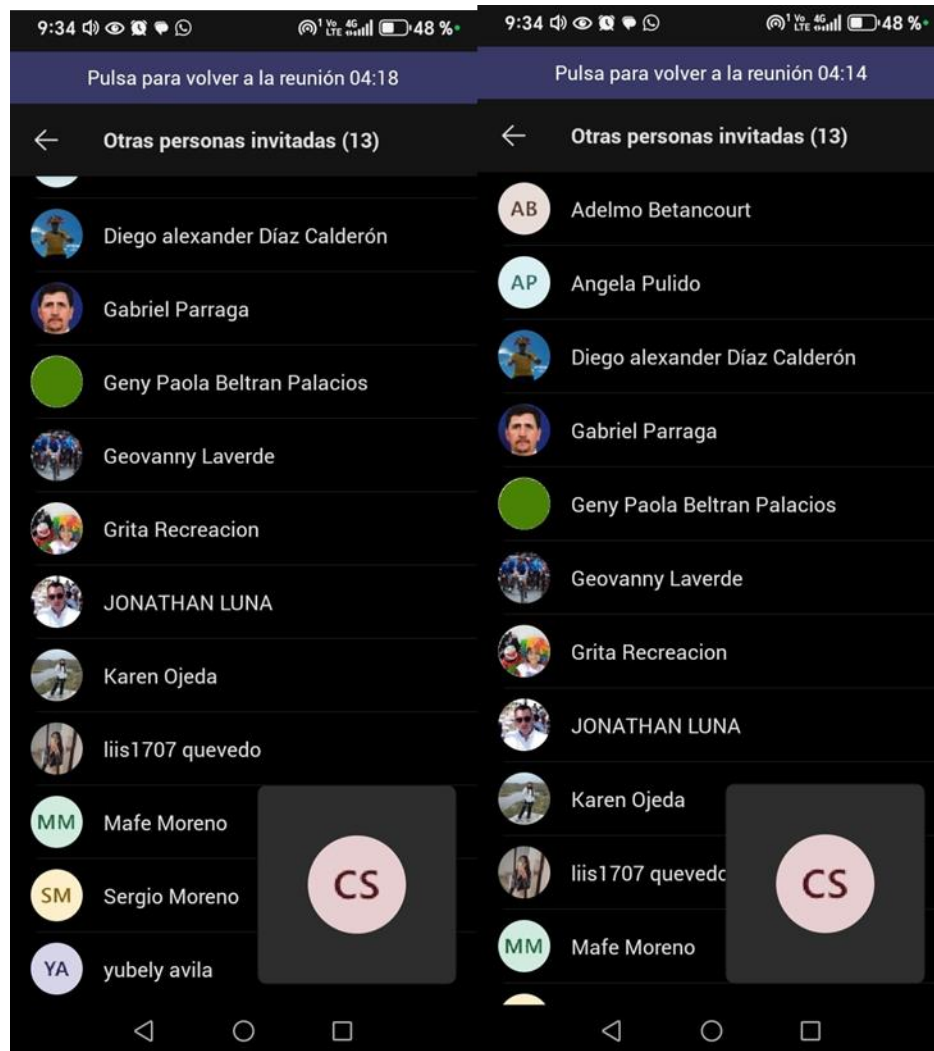 9:34
48 %
Pulsa para volver a la reunión 04:18
Otras personas invitadas (13)
Diego alexander Díaz Calderón
Gabriel Parraga
Geny Paola Beltran Palacios
Geovanny Laverde
Grita Recreacion
JONATHAN LUNA
Karen Ojeda
liis1707 quevedo
MM Mafe Moreno
SM Sergio Moreno
CS
YA yubely avila
9:34
48 %
Pulsa para volver a la reunión 04:14
Otras personas invitadas (13)
AB Adelmo Betancourt
AP Angela Pulido
Diego alexander Díaz Calderón
Gabriel Parraga
Geny Paola Beltran Palacios
Geovanny Laverde
Grita Recreacion
JONATHAN LUNA
Karen Ojeda
liis1707 quevedo
CS
MM Mafe Moreno